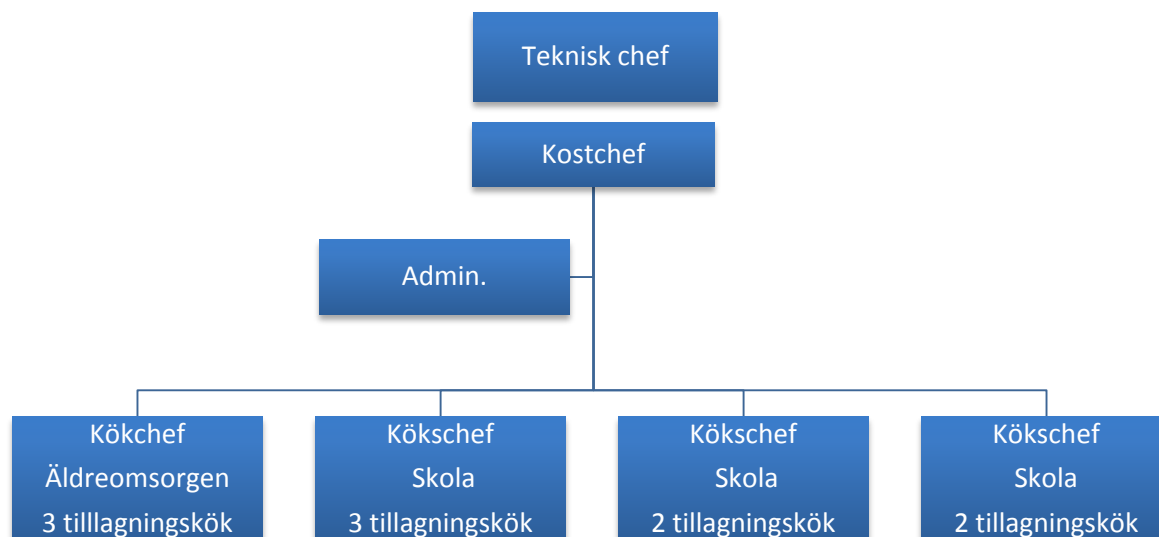 Teknisk chef
Kostchef
Admin.
Kökchef
Äldreomsorgen
3 tilllagningskök
Kökschef
Skola
3 tillagningskök
Kökschef
Skola
2 tillagningskök
Kökschef
Skola
2 tillagningskök